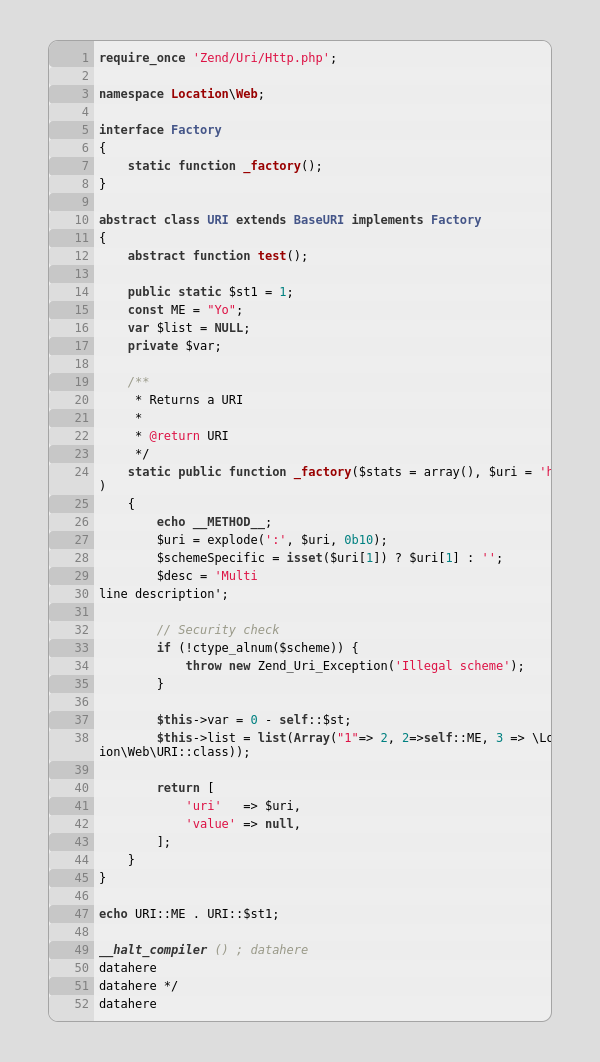 1 require_once 'Zend/Uri/Http.php';
2
3 namespace Location\Web;
4
5 interface Factory
6 {
7     static function _factory();
8 }
9
10 abstract class URI extends BaseURI implements Factory
11 {
12     abstract function test();
13
14     public static $st1 = 1;
15     const ME = "Yo";
16     var $list = NULL;
17     private $var;
18
19     /**
20      * Returns a URI
21      *
22      * @return URI
23      */
24     static public function _factory($stats = array(), $uri = 'h
)
25     {
26         echo __METHOD__;
27         $uri = explode(':', $uri, 0b10);
28         $schemeSpecific = isset($uri[1]) ? $uri[1] : '';
29         $desc = 'Multi
30 line description';
31
32         // Security check
33         if (!ctype_alnum($scheme)) {
34             throw new Zend_Uri_Exception('Illegal scheme');
35         }
36
37         $this->var = 0 - self::$st;
38         $this->list = list(Array("1"=> 2, 2=>self::ME, 3 => \Lo
ion\Web\URI::class));
39
40         return [
41             'uri'   => $uri,
42             'value' => null,
43         ];
44     }
45 }
46
47 echo URI::ME . URI::$st1;
48
49 __halt_compiler () ; datahere
50 datahere
51 datahere */
52 datahere